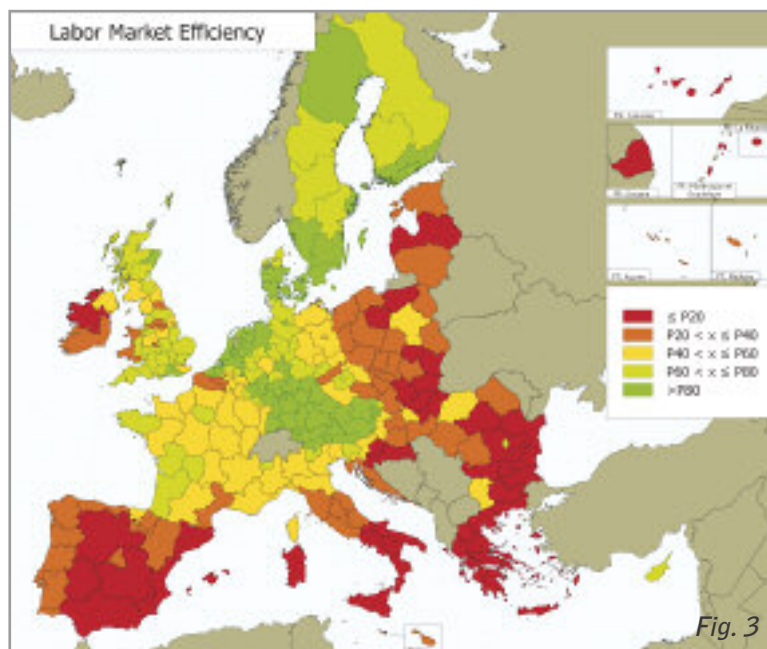 Labor Market Efficiency
≤ P20
P20 < x ≤ P40
P40 < x ≤ P60
P60 < x ≤ P80
>P80
Fig. 3